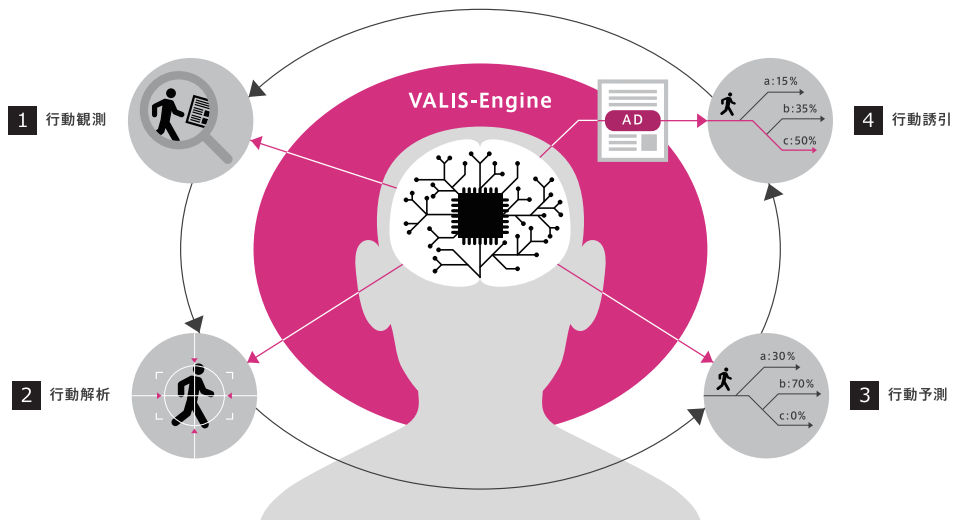 VALIS-Engine
AD
1 行動観測
2 行動解析
a:30%
b:70%
c:0%
3 行動予測
a:15%
b:35%
c:50%
4 行動誘引